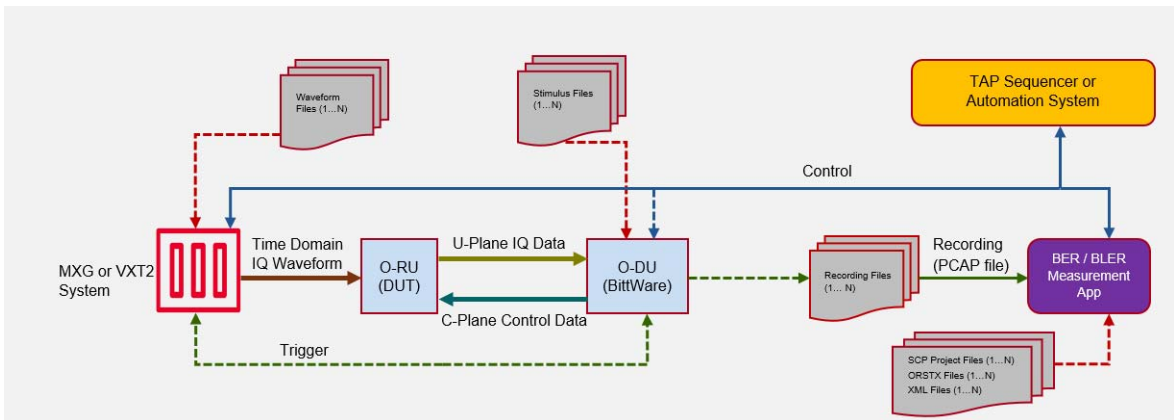 Waveform
Files (1...N)
Stimulus Files
(1...N)
TAP Sequencer or
Automation System
Control
MXG or VXT2
System
Time Domain
IQ Waveform
O-RU
(DUT)
U-Plane IQ Data
C-Plane Control Data
O-DU
(BittWare)
Trigger
Recording Files
(1... N)
Recording
(PCAP file)
BER / BLER
Measurement
App
SCP Project Files (1...N)
ORSTX Files (1...N)
XML Files (1...N)